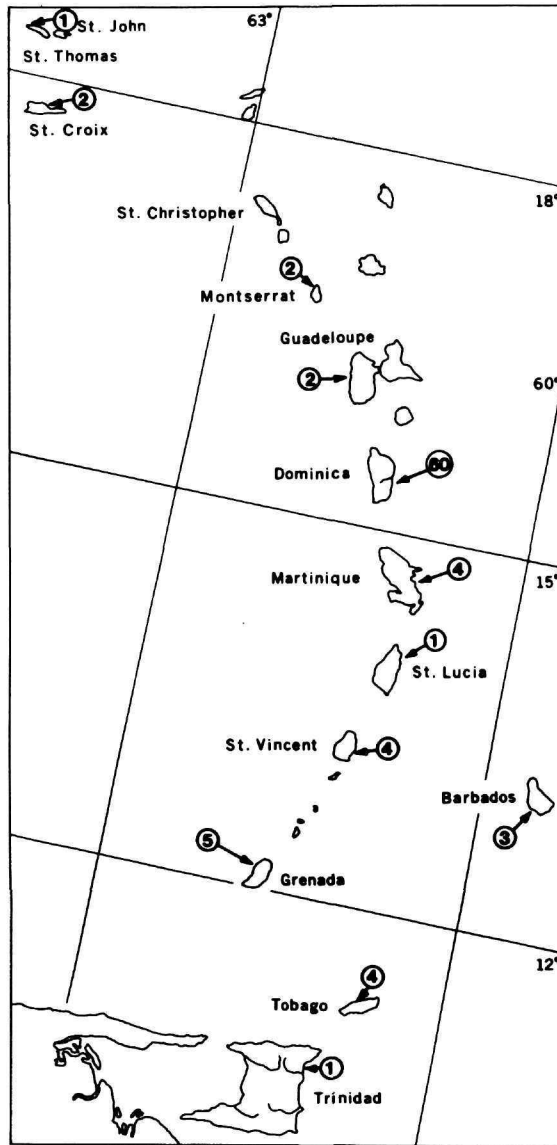 63°
① St. John
St. Thomas
②
St. Croix
18°
St. Christopher
②
Montserrat
Guadeloupe
②
60°
Dominica
60
Martinique
④
15°
①
St. Lucia
St. Vincent
④
Barbados
③
⑤
Grenada
12°
④
Tobago
①
Trinidad